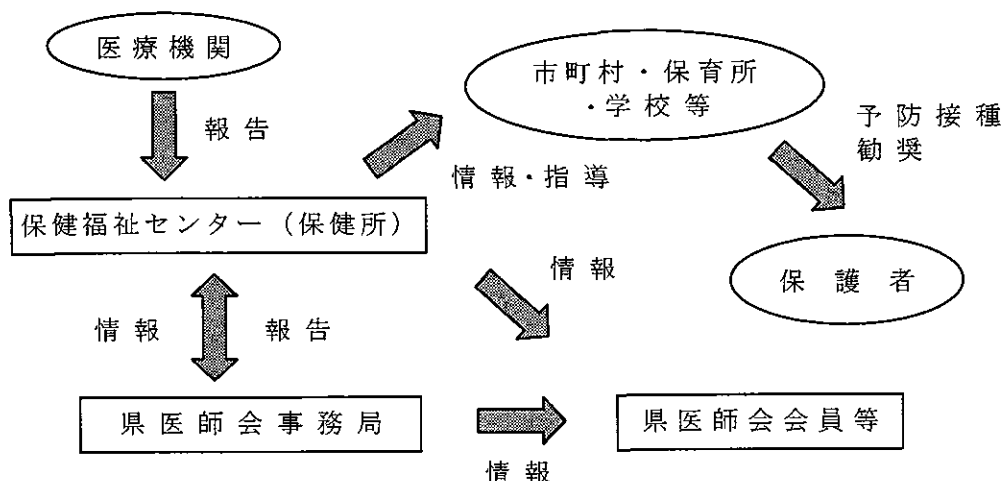 医療機関
市町村・保育所
・学校等
報告
予防接種
勧奨
情報・指導
保健福祉センター（保健所）
情報
保護者
情報
報告
県医師会事務局
県医師会会員等
情報